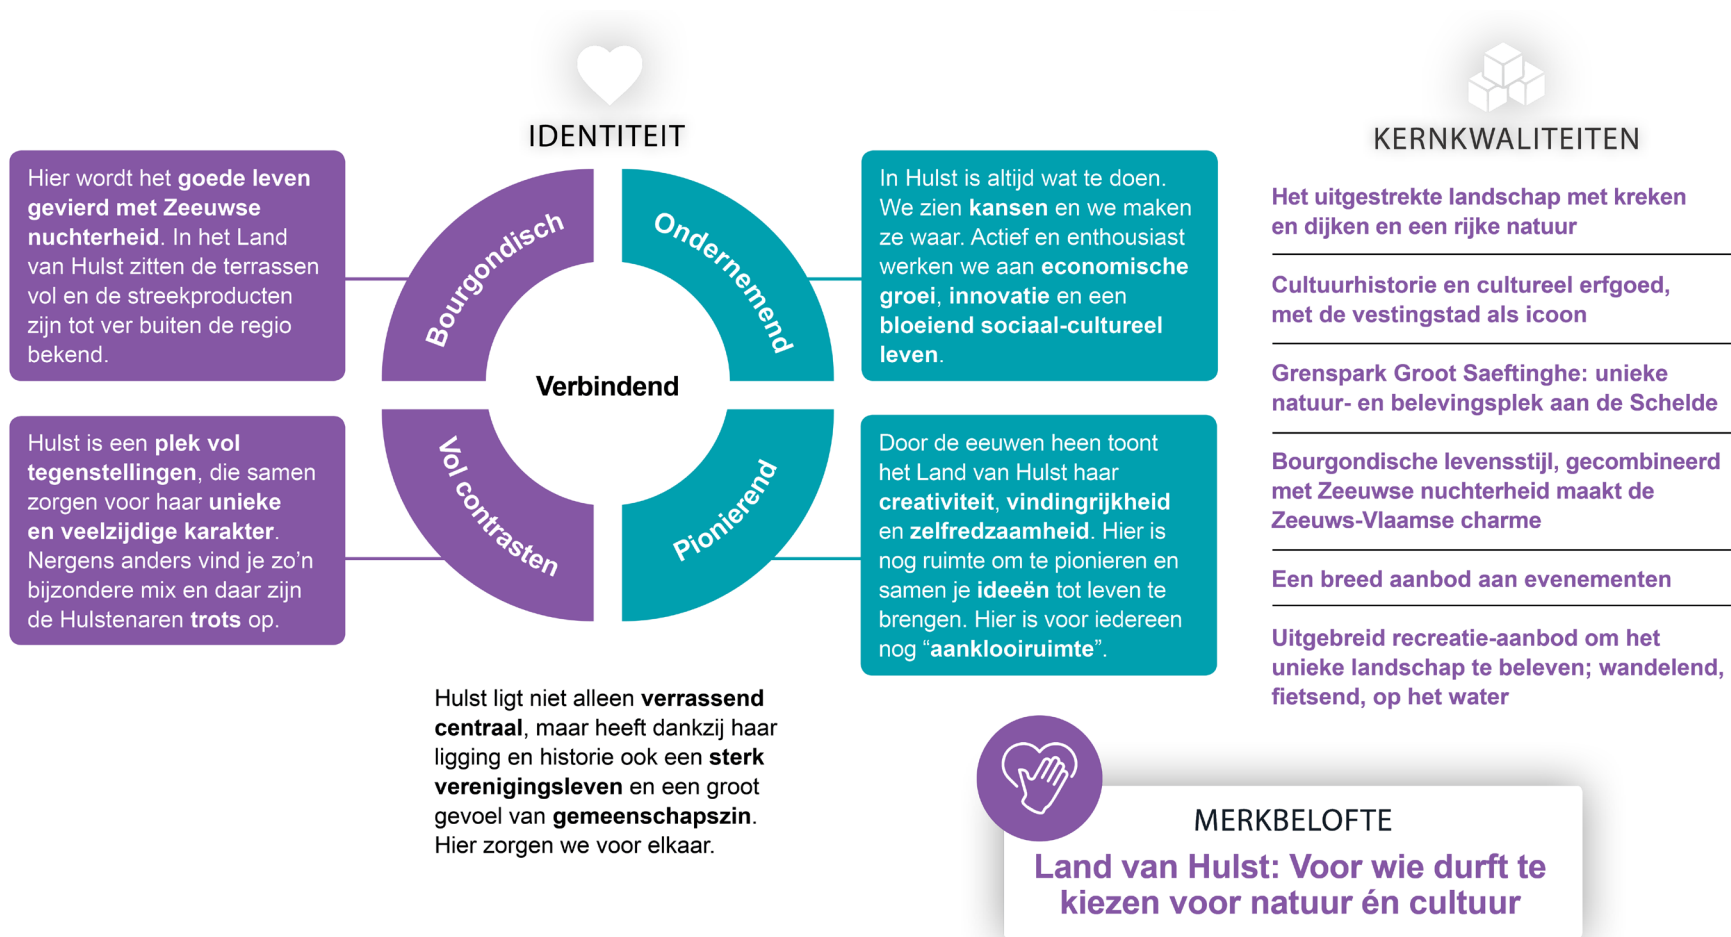 IDENTITEIT
Hier wordt het goede leven
gevierd met Zeeuwse
nuchterheid. In het Land
van Hulst zitten de terrassen
vol en de streekproducten
zijn tot ver buiten de regio
bekend.
Bourgondisch
Ondernemend
In Hulst is altijd wat te doen.
We zien kansen en we maken
ze waar. Actief en enthousiast
werken we aan economische
groei, innovatie en een
bloeiend sociaal-cultureel
leven.
Verbindend
Hulst is een plek vol
tegenstellingen, die samen
zorgen voor haar unieke
en veelzijdige karakter.
Nergens anders vind je zo’n
bijzondere mix en daar zijn
de Hulstenaren trots op.
Vol contrasten
Pionierend
Door de eeuwen heen toont
het Land van Hulst haar
creativiteit, vindingrijkheid
en zelfredzaamheid. Hier is
nog ruimte om te pionieren en
samen je ideeën tot leven te
brengen. Hier is voor iedereen
nog “aanklooiruimte”.
Hulst ligt niet alleen verrassend
centraal, maar heeft dankzij haar
ligging en historie ook een sterk
verenigingsleven en een groot
gevoel van gemeenschapszin.
Hier zorgen we voor elkaar.
KERNKWALITEITEN
Het uitgestrekte landschap met kreken
en dijken en een rijke natuur
Cultuurhistorie en cultureel erfgoed,
met de vestingstad als icoon
Grenspark Groot Saeftinghe: unieke
natuur- en belevingsplek aan de Schelde
Bourgondische levensstijl, gecombineerd
met Zeeuwse nuchterheid maakt de
Zeeuws-Vlaamse charme
Een breed aanbod aan evenementen
Uitgebreid recreatie-aanbod om het
unieke landschap te beleven; wandelend,
fietsend, op het water
MERKBELOFTE
Land van Hulst: Voor wie durft te
kiezen voor natuur én cultuur